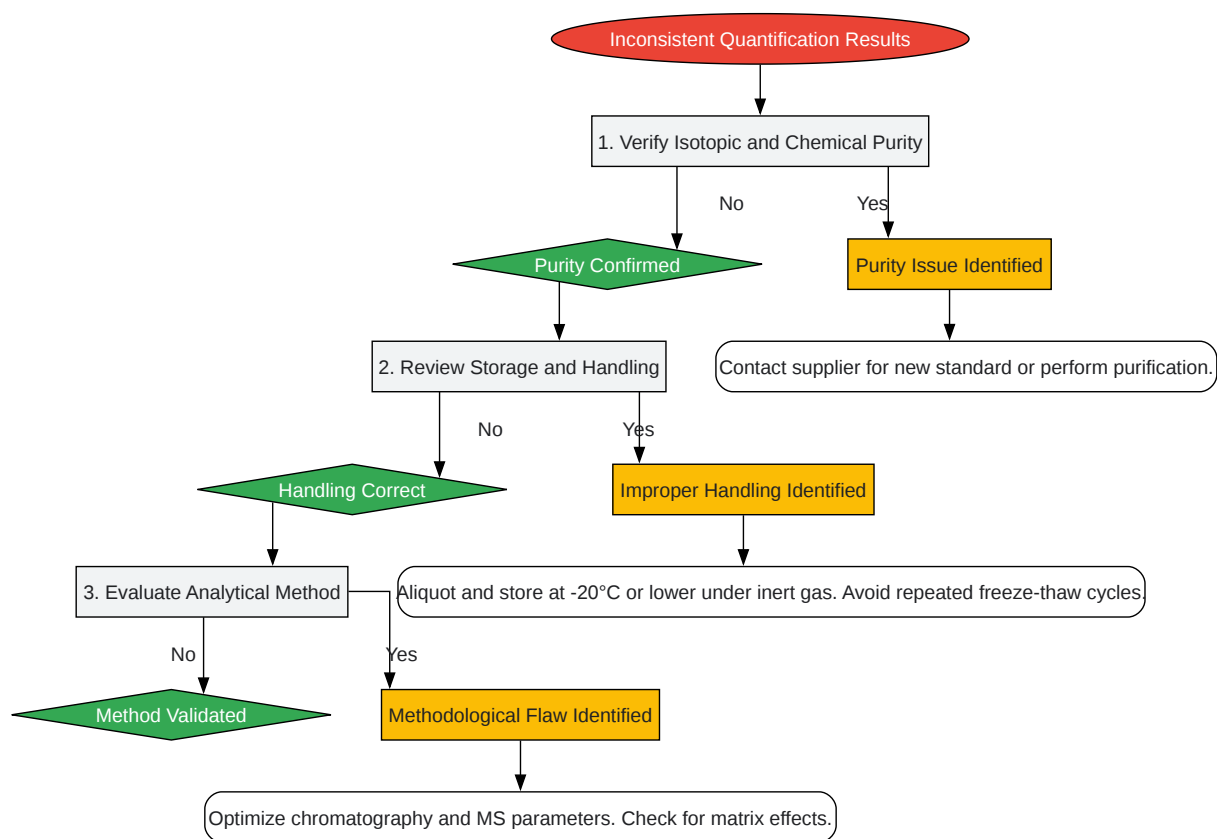 Inconsistent Quantification Results
1. Verify Isotopic and Chemical Purity
No
Yes
Purity Confirmed
Purity Issue Identified
2. Review Storage and Handling
Contact supplier for new standard or perform purification.
No
Yes
Handling Correct
Improper Handling Identified
3. Evaluate Analytical Method
Aliquot and store at -20°C or lower under inert gas. Avoid repeated freeze-thaw cycles.
No
Yes
Method Validated
Methodological Flaw Identified
Optimize chromatography and MS parameters. Check for matrix effects.